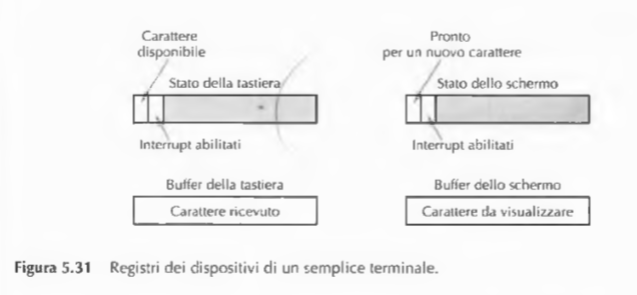 Carattere
disponibile
Stato della tastiera
Interrupt abilitati
Buffer della tastiera
Carattere ricevuto
Pronto
per un nuovo carattere
Stato dello schermo
Interrupt abilitati
Buffer dello schermo
Carattere da visualizzare
Figura 5.31 Registri dei dispositivi di un semplice terminale.